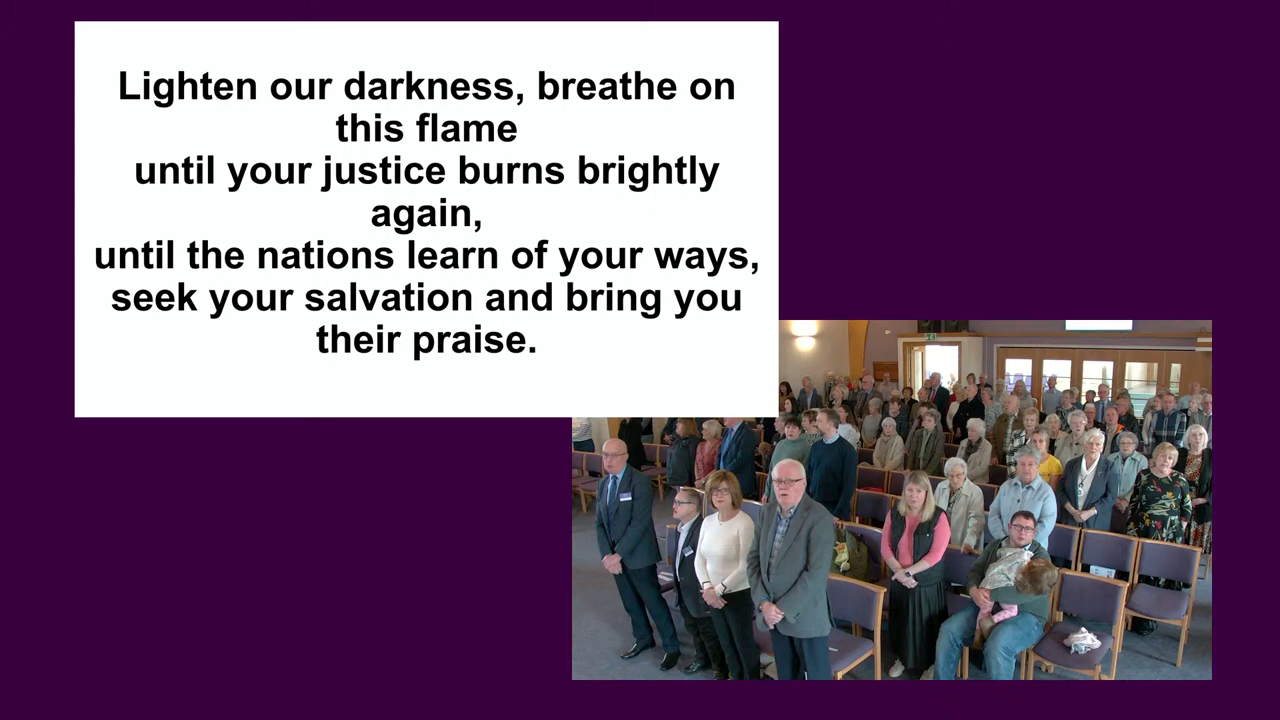 Lighten our darkness, breathe on
this flame
until your justice burns brightly
again,
until the nations learn of your ways,
seek your salvation and bring you
their praise.